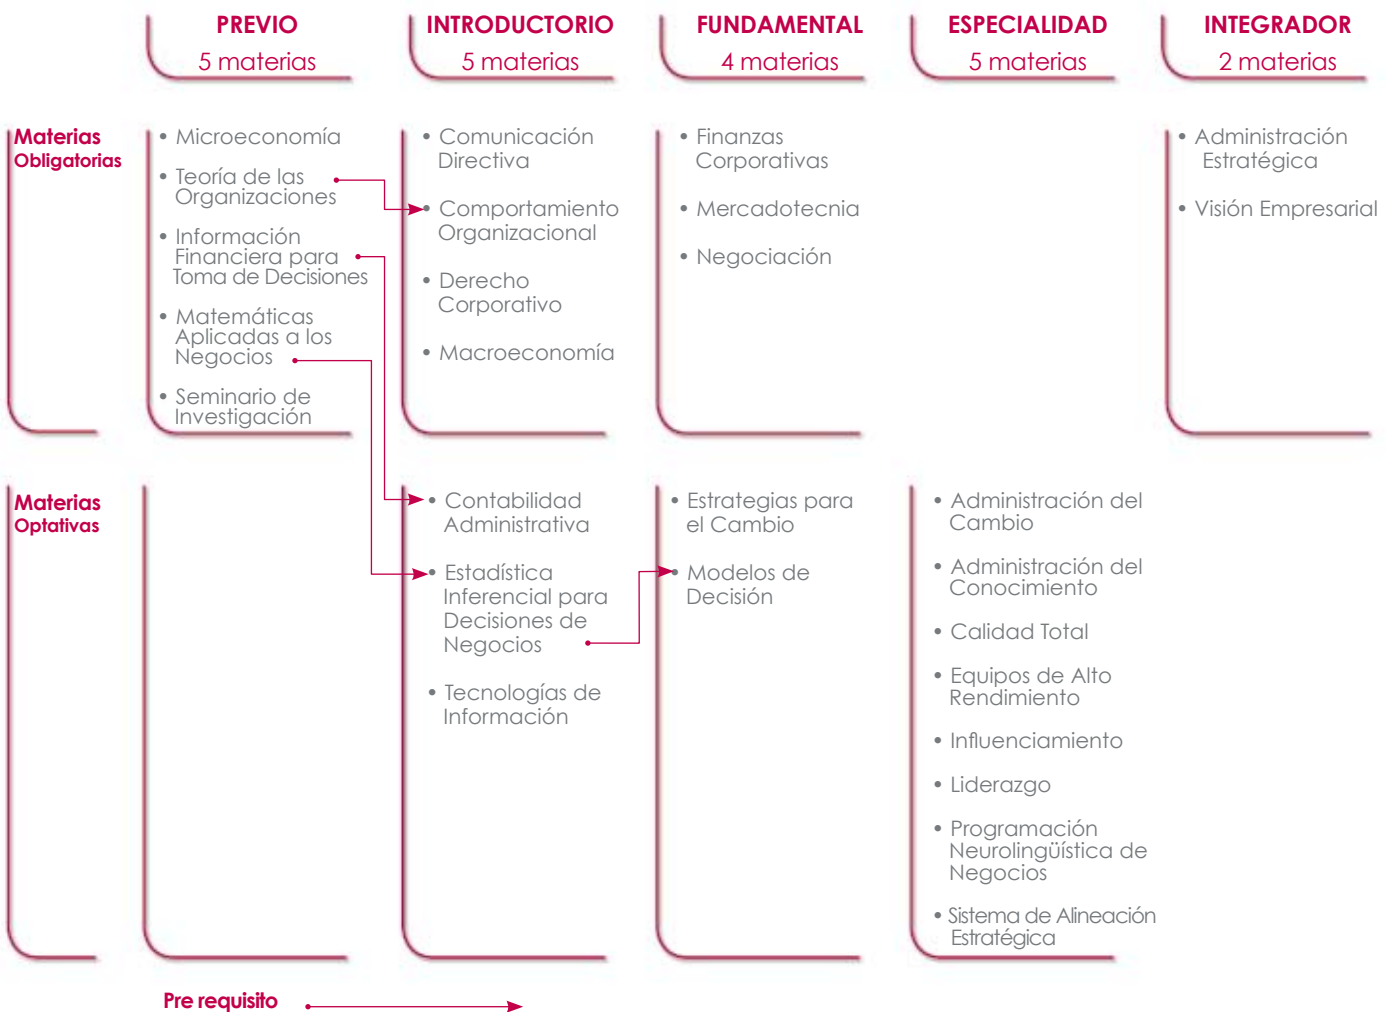 PREVIO
5 materias
INTRODUCTORIO
5 materias
FUNDAMENTAL
4 materias
ESPECIALIDAD
5 materias
INTEGRADOR
2 materias
Materias
Obligatorias
• Microeconomía
• Teoría de las
Organizaciones
• Información
Financiera para
Toma de Decisiones
• Matemáticas
Aplicadas a los
Negocios
• Seminario de
Investigación
• Comunicación
Directiva
• Comportamiento
Organizacional
• Derecho
Corporativo
• Macroeconomía
• Finanzas
Corporativas
• Mercadotecnia
• Negociación
• Administración
Estratégica
• Visión Empresarial
Materias
Optativas
• Contabilidad
Administrativa
• Estadística
Inferencial para
Decisiones de
Negocios
• Tecnologías de
Información
• Estrategias para
el Cambio
• Modelos de
Decisión
• Administración del
Cambio
• Administración del
Conocimiento
• Calidad Total
• Equipos de Alto
Rendimiento
• Influenciamiento
• Liderazgo
• Programación
Neurolingüística de
Negocios
• Sistema de Alineación
Estratégica
Pre requisito